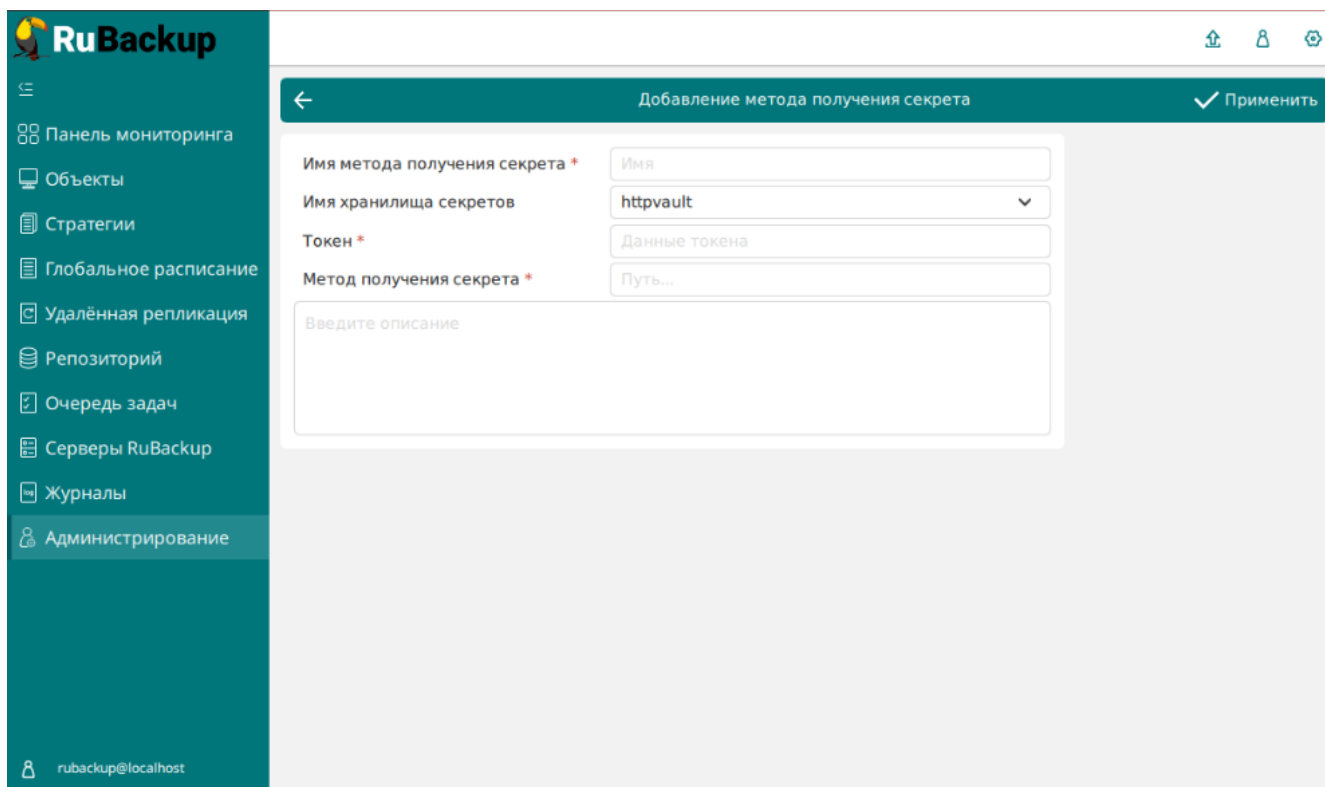 RuBackup
Панель мониторинга
Объекты
Стратегии
Глобальное расписание
Удалённая репликация
Репозиторий
Очередь задач
Серверы RuBackup
log Журналы
Администрирование
rubackup@localhost
Добавление метода получения секрета
Применить
Имя метода получения секрета * Имя
Имя хранилища секретов httpvault
Токен * Данные токена
Метод получения секрета * Путь...
Введите описание